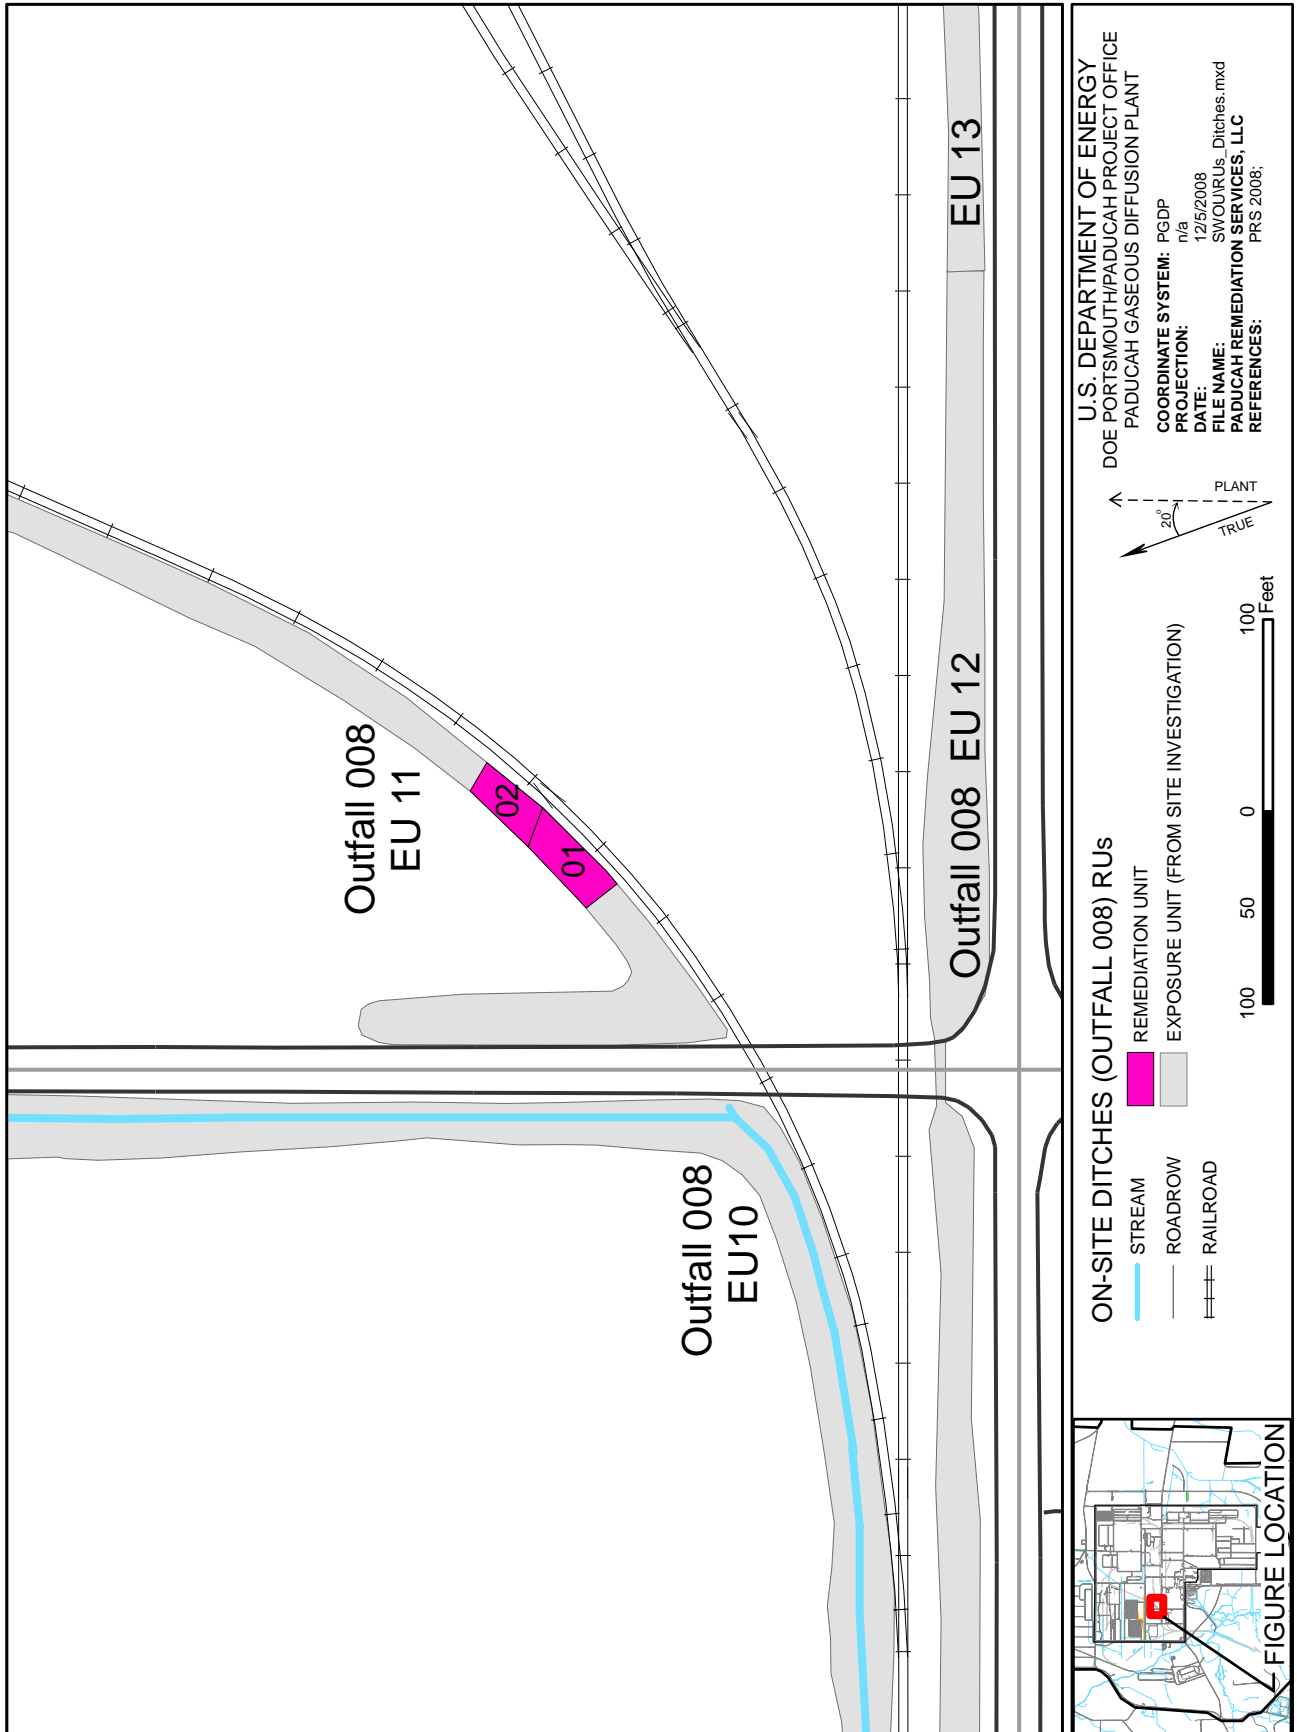 Outfall 008
EU 11
02
01
EU 13
Outfall 008 EU 12
Outfall 008
EU10
FIGURE LOCATION
ON-SITE DITCHES (OUTFALL 008) RUs
STREAM
ROADROW
RAILROAD
REMEDIATION UNIT
EXPOSURE UNIT (FROM SITE INVESTIGATION)
100 50 0 100
Feet
20°
TRUE
PLANT
U.S. DEPARTMENT OF ENERGY
DOE PORTSMOUTH/PADUCAH PROJECT OFFICE
PADUCAH GASEOUS DIFFUSION PLANT
COORDINATE SYSTEM: PGDP
PROJECTION: n/a
DATE: 12/5/2008
FILE NAME: SWOU\RUs_Ditches.mxd
PADUCAH REMEDIATION SERVICES, LLC
REFERENCES: PRS 2008;